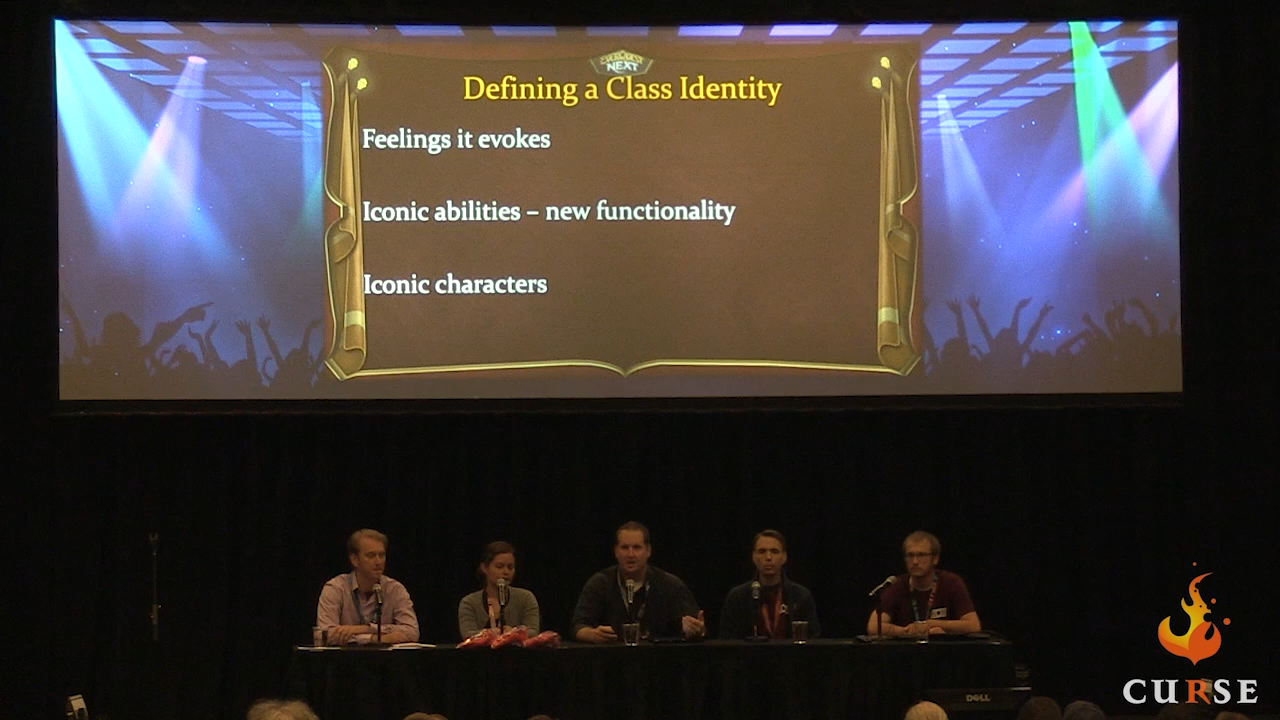 NEXT
Defining a Class Identity
Feelings it evokes
Iconic abilities – new functionality
Iconic characters
DELL
CURSE